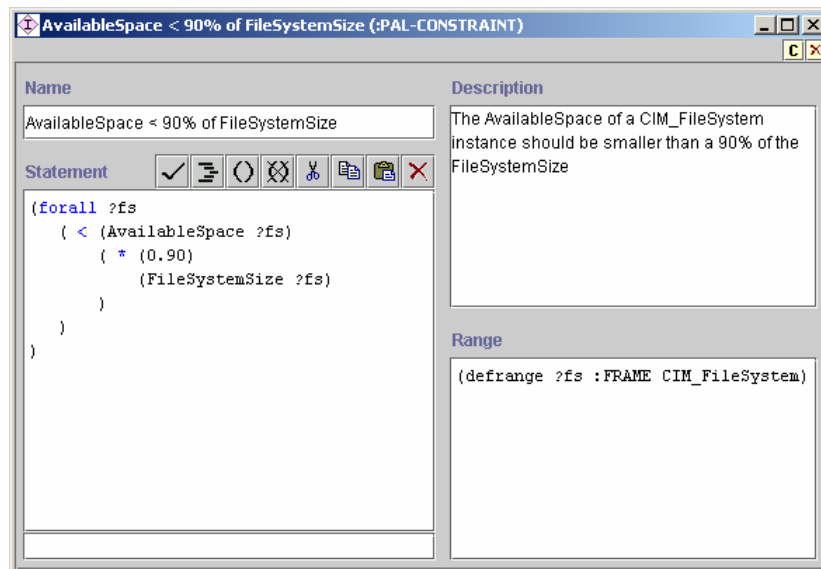 AvailableSpace < 90% of FileSystemSize (:PAL-CONSTRAINT)
C
Name
AvailableSpace < 90% of FileSystemSize
Statement
(forall ?fs
( < (AvailableSpace ?fs)
( * (0.90)
(FileSystemSize ?fs)
)
)
)
Description
The AvailableSpace of a CIM_FileSystem
instance should be smaller than a 90% of the
FileSystemSize
Range
(defrange ?fs :FRAME CIM_FileSystem)